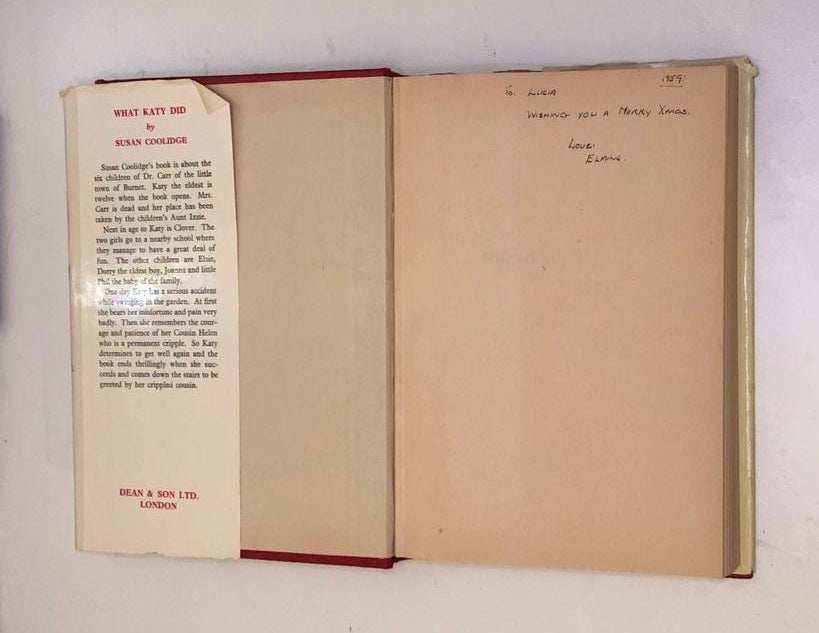 WHAT KATY DID
by
SUSAN COOLIDGE
Susan Coolidge's book is about the
six children of Dr. Carr of the little
town of Burnet. Katy the eldest is
twelve when the book opens. Mrs.
Carr is dead and her place has been
taken by the children's Aunt Izzie.
Next in age to Katy is Clover. The
two girls go to a nearby school where
they manage to have a great deal of
fun. The other children are Elsie,
Dorry the eldest boy, Joanna and little
Phil the baby of the family.
One day Katy has a serious accident
while swinging in the garden. At first
she bears her misfortune and pain very
badly. Then she remembers the cour-
age and patience of her Cousin Helen
who is a permanent cripple. So Katy
determines to get well again and the
book ends thrillingly when she suc-
ceeds and comes down the stairs to be
greeted by her crippled cousin.
DEAN & SON LTD.
LONDON
1959.
To: LUCIA
WISHING YOU A MERRY XMAS.
LOVE.
ELAINE.